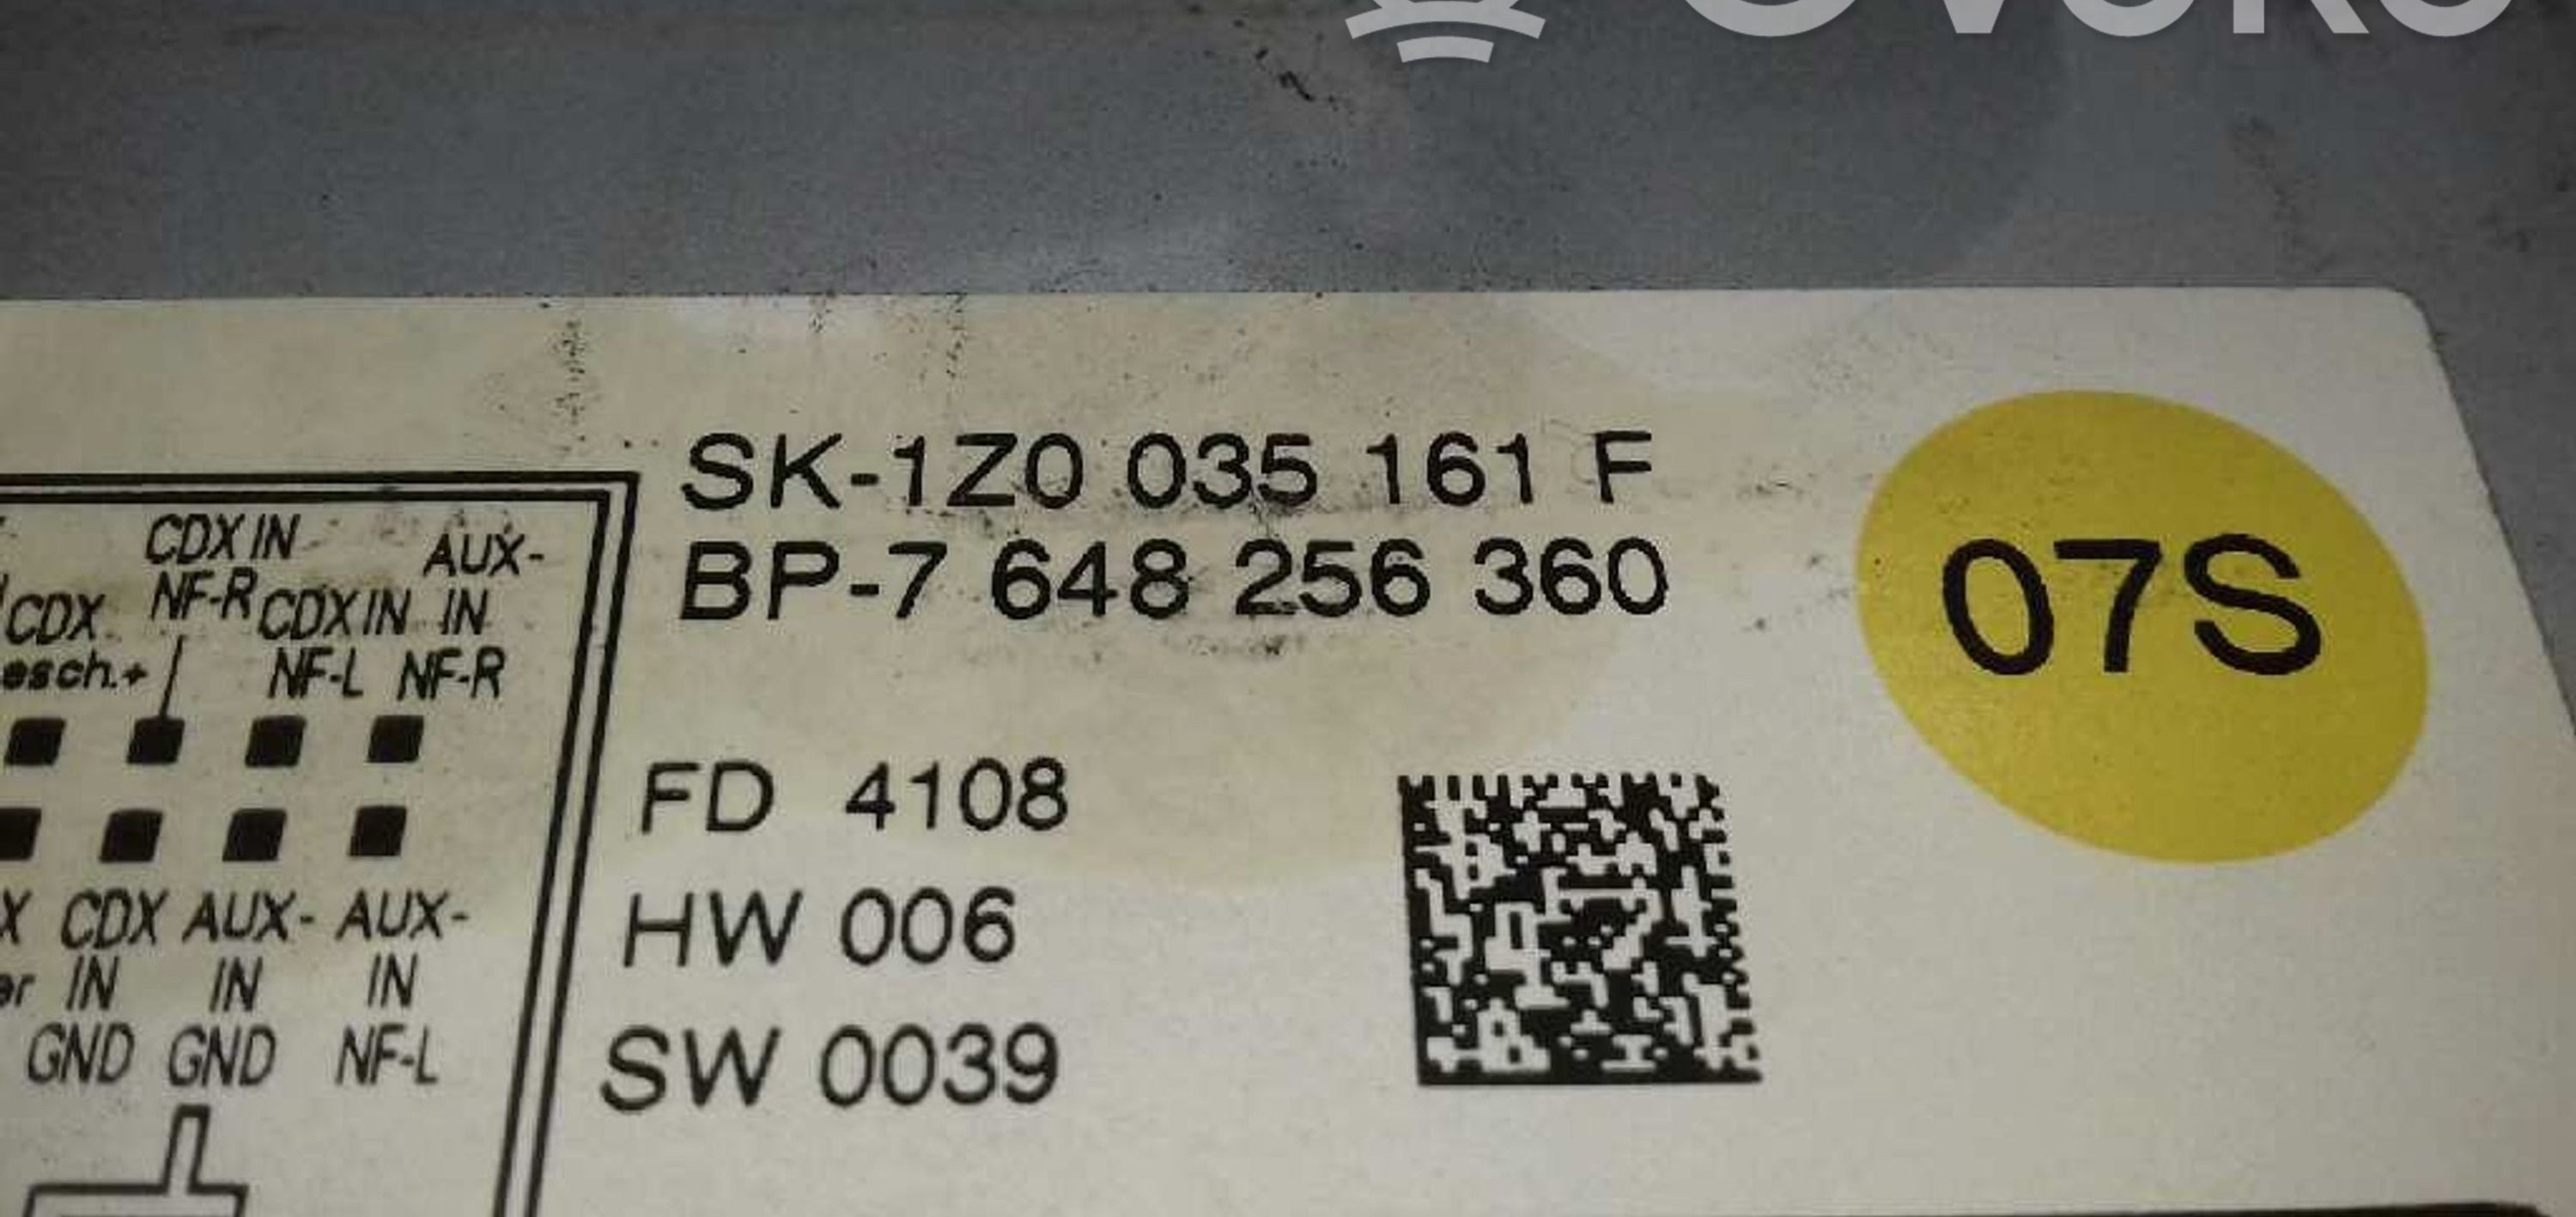 SK-1Z0 035 161 F
BP-7 648 256 360
07S
CDX IN
NF-R
AUX-
IN
NF-R
CDX
esch.+
CDX IN
NF-L
FD 4108
HW 006
SW 0039
CDX
IN
GND
AUX-
IN
GND
AUX-
IN
NF-L